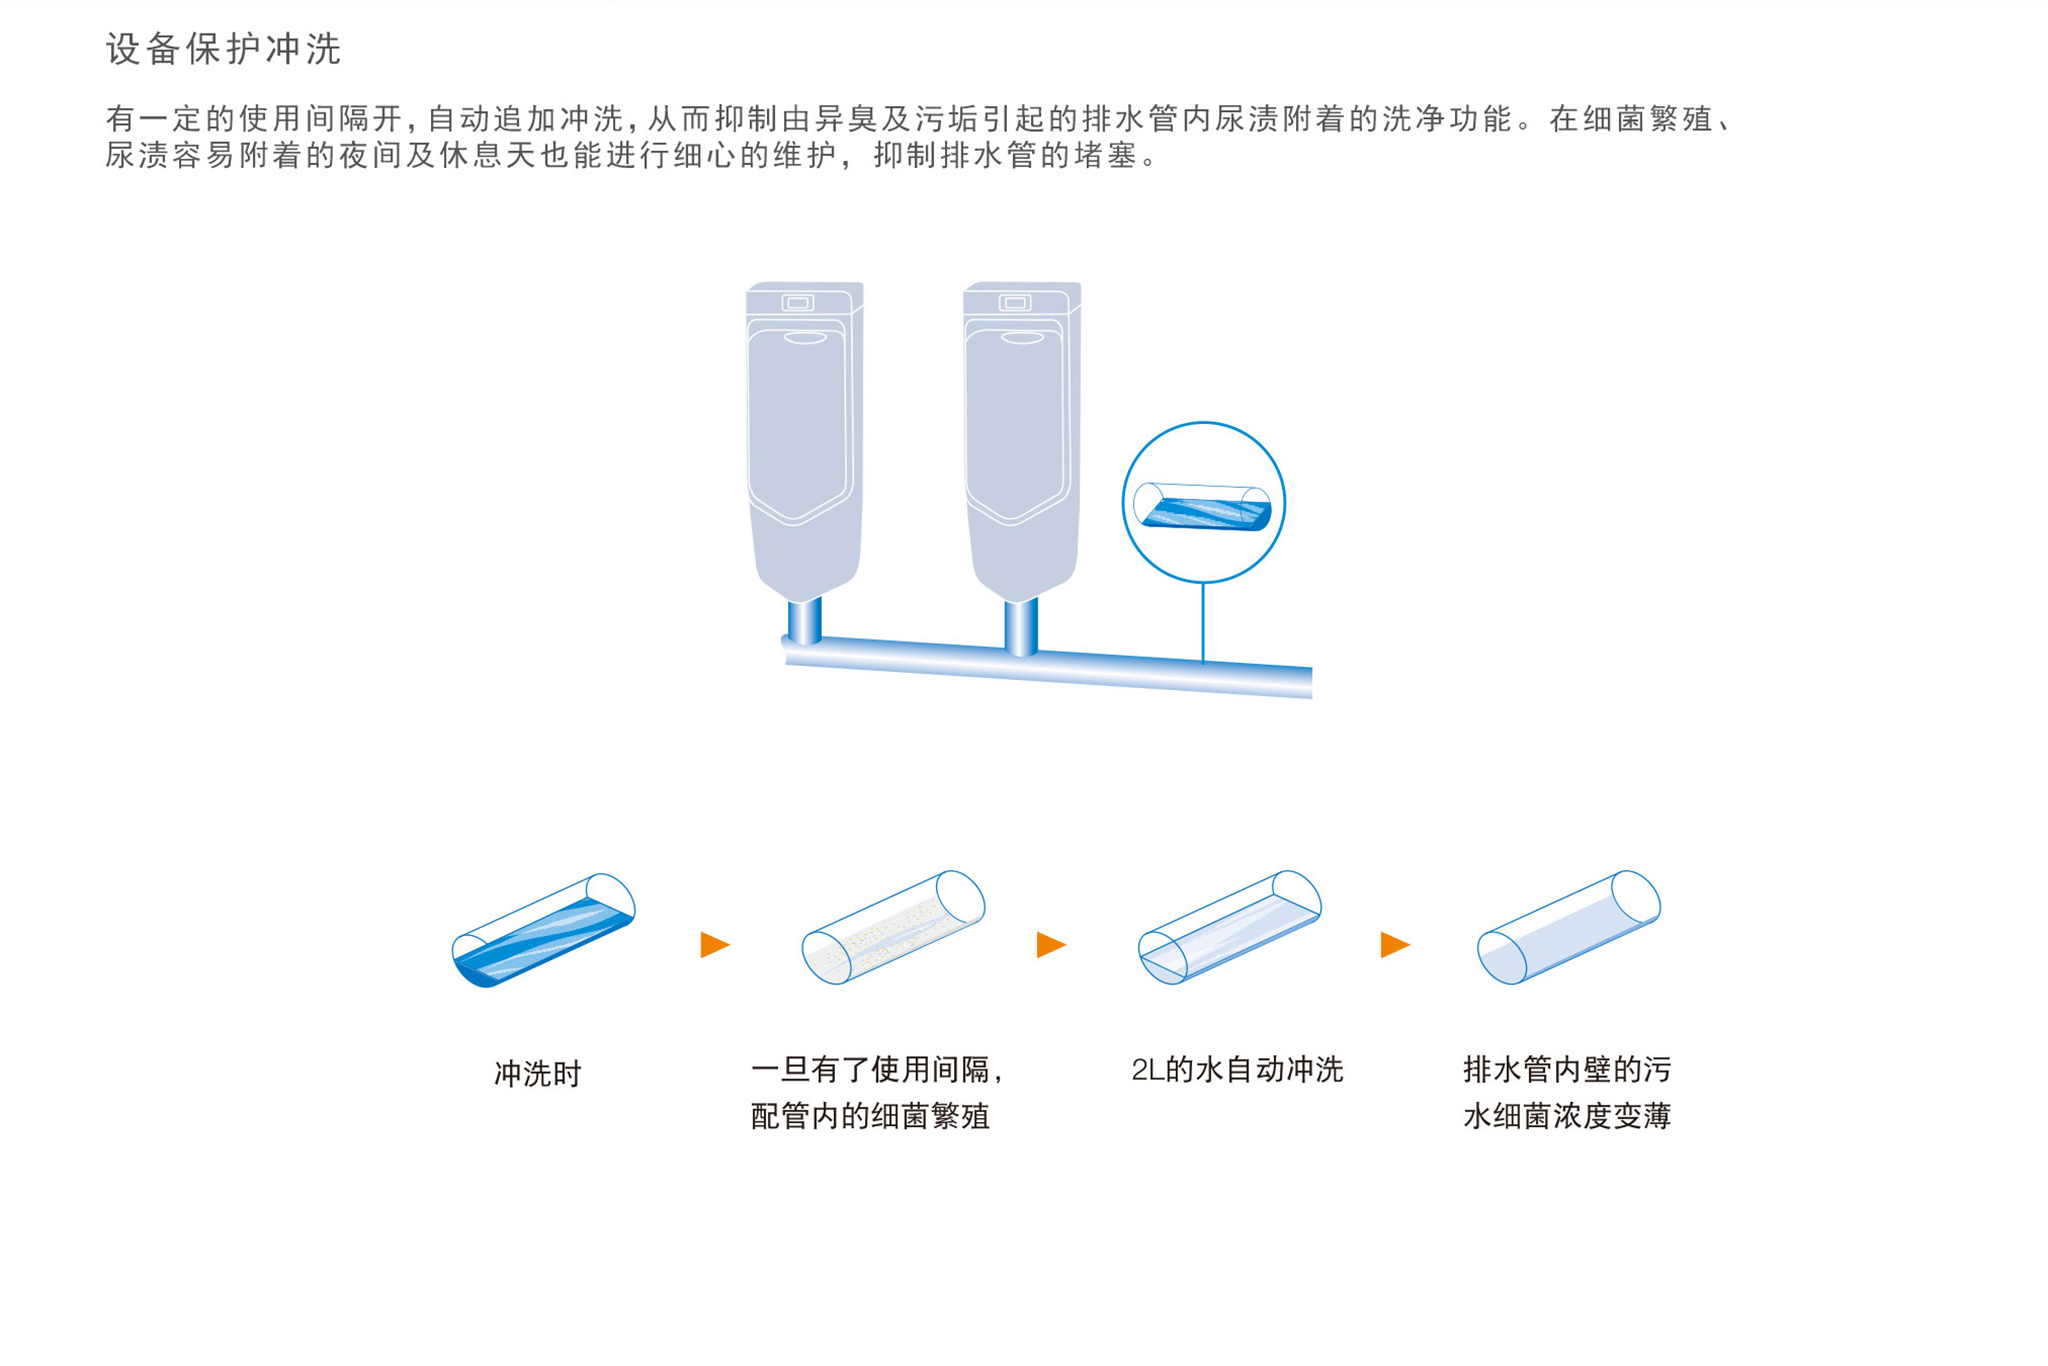 设备保护冲洗
有一定的使用间隔开，自动追加冲洗，从而抑制由异臭及污垢引起的排水管内尿渍附着的洗净功能。在细菌繁殖、
尿渍容易附着的夜间及休息天也能进行细心的维护，抑制排水管的堵塞。
冲洗时
一旦有了使用间隔，
配管内的细菌繁殖
2L的水自动冲洗
排水管内壁的污
水细菌浓度变薄